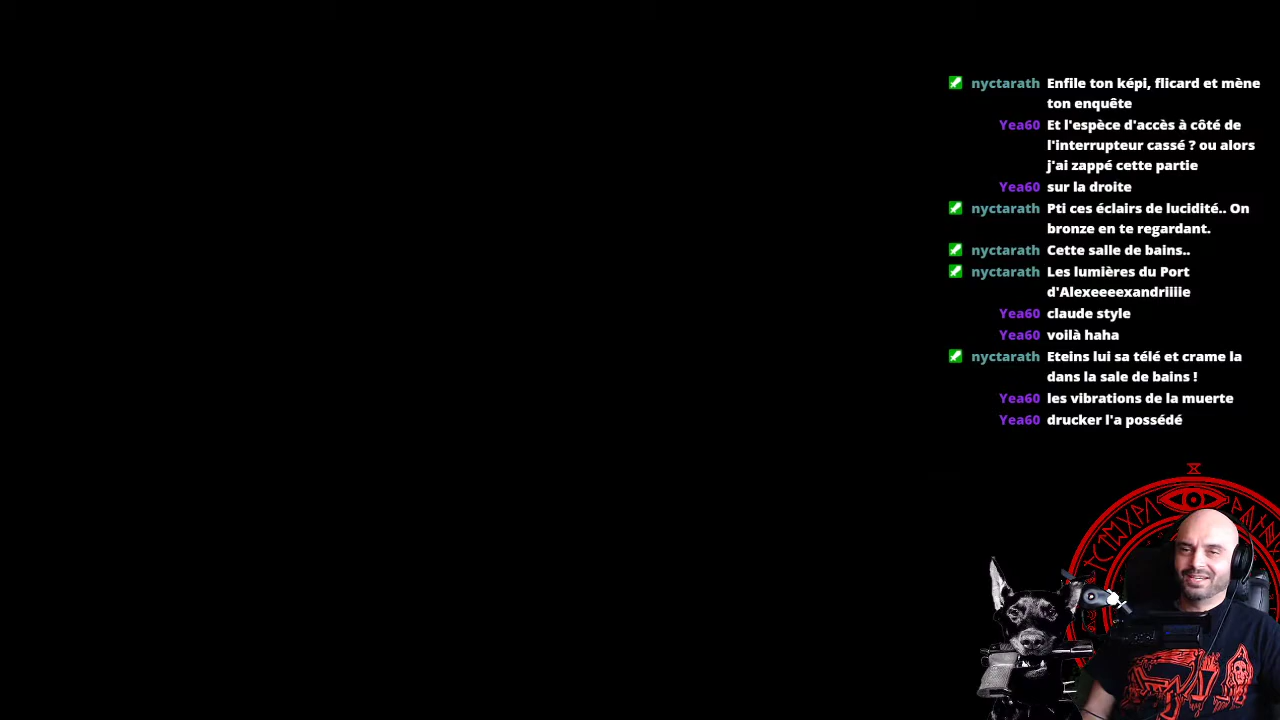 nyctarath Enfile ton képi, flicard et mène
ton enquête
Yea60 Et l'espèce d'accès à côté de
l'interrupteur cassé ? ou alors
j'ai zappé cette partie
Yea60 sur la droite
nyctarath Pti ces éclairs de lucidité.. On
bronze en te regardant.
nyctarath Cette salle de bains..
nyctarath Les lumières du Port
d'Alexeeeexandriiiie
Yea60 claude style
Yea60 voilà haha
nyctarath Eteins lui sa télé et crame la
dans la sale de bains !
Yea60 les vibrations de la muerte
Yea60 drucker l'a possédé